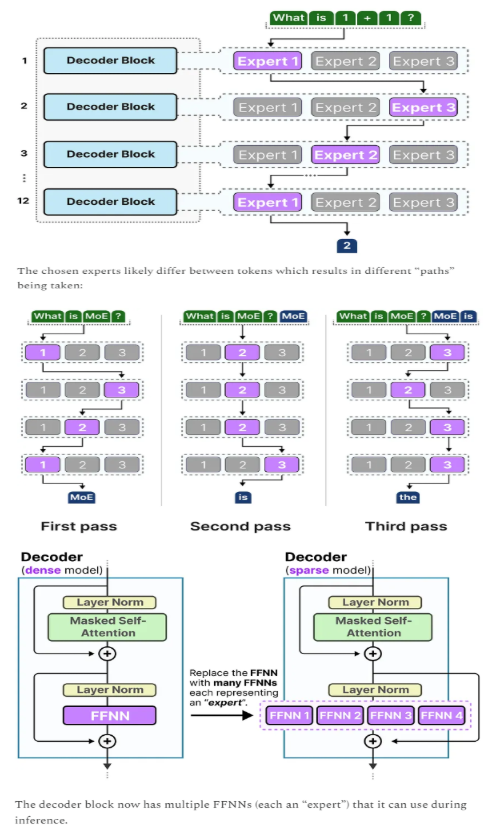 What is 1 + 1 ?
1 Decoder Block Expert 1 Expert 2 Expert 3
2 Decoder Block Expert 1 Expert 2 Expert 3
3 Decoder Block Expert 1 Expert 2 Expert 3
⋮ ...
12 Decoder Block Expert 1 Expert 2 Expert 3
2
The chosen experts likely differ between tokens which results in different “paths”
being taken:
What is MoE ?
1 2 3
1 2 3
1 2 3
1 2 3
MoE
First pass
What is MoE ? MoE
1 2 3
1 2 3
1 2 3
1 2 3
is
Second pass
What is MoE ? MoE is
1 2 3
1 2 3
1 2 3
1 2 3
the
Third pass
Decoder
(dense model)
Layer Norm
Masked Self-
Attention
+
Layer Norm
FFNN
+
Replace the FFNN
with many FFNNs
each representing
an "expert".
Decoder
(sparse model)
Layer Norm
Masked Self-
Attention
+
Layer Norm
FFNN 1 FFNN 2 FFNN 3 FFNN 4
+
The decoder block now has multiple FFNNs (each an “expert”) that it can use during
inference.